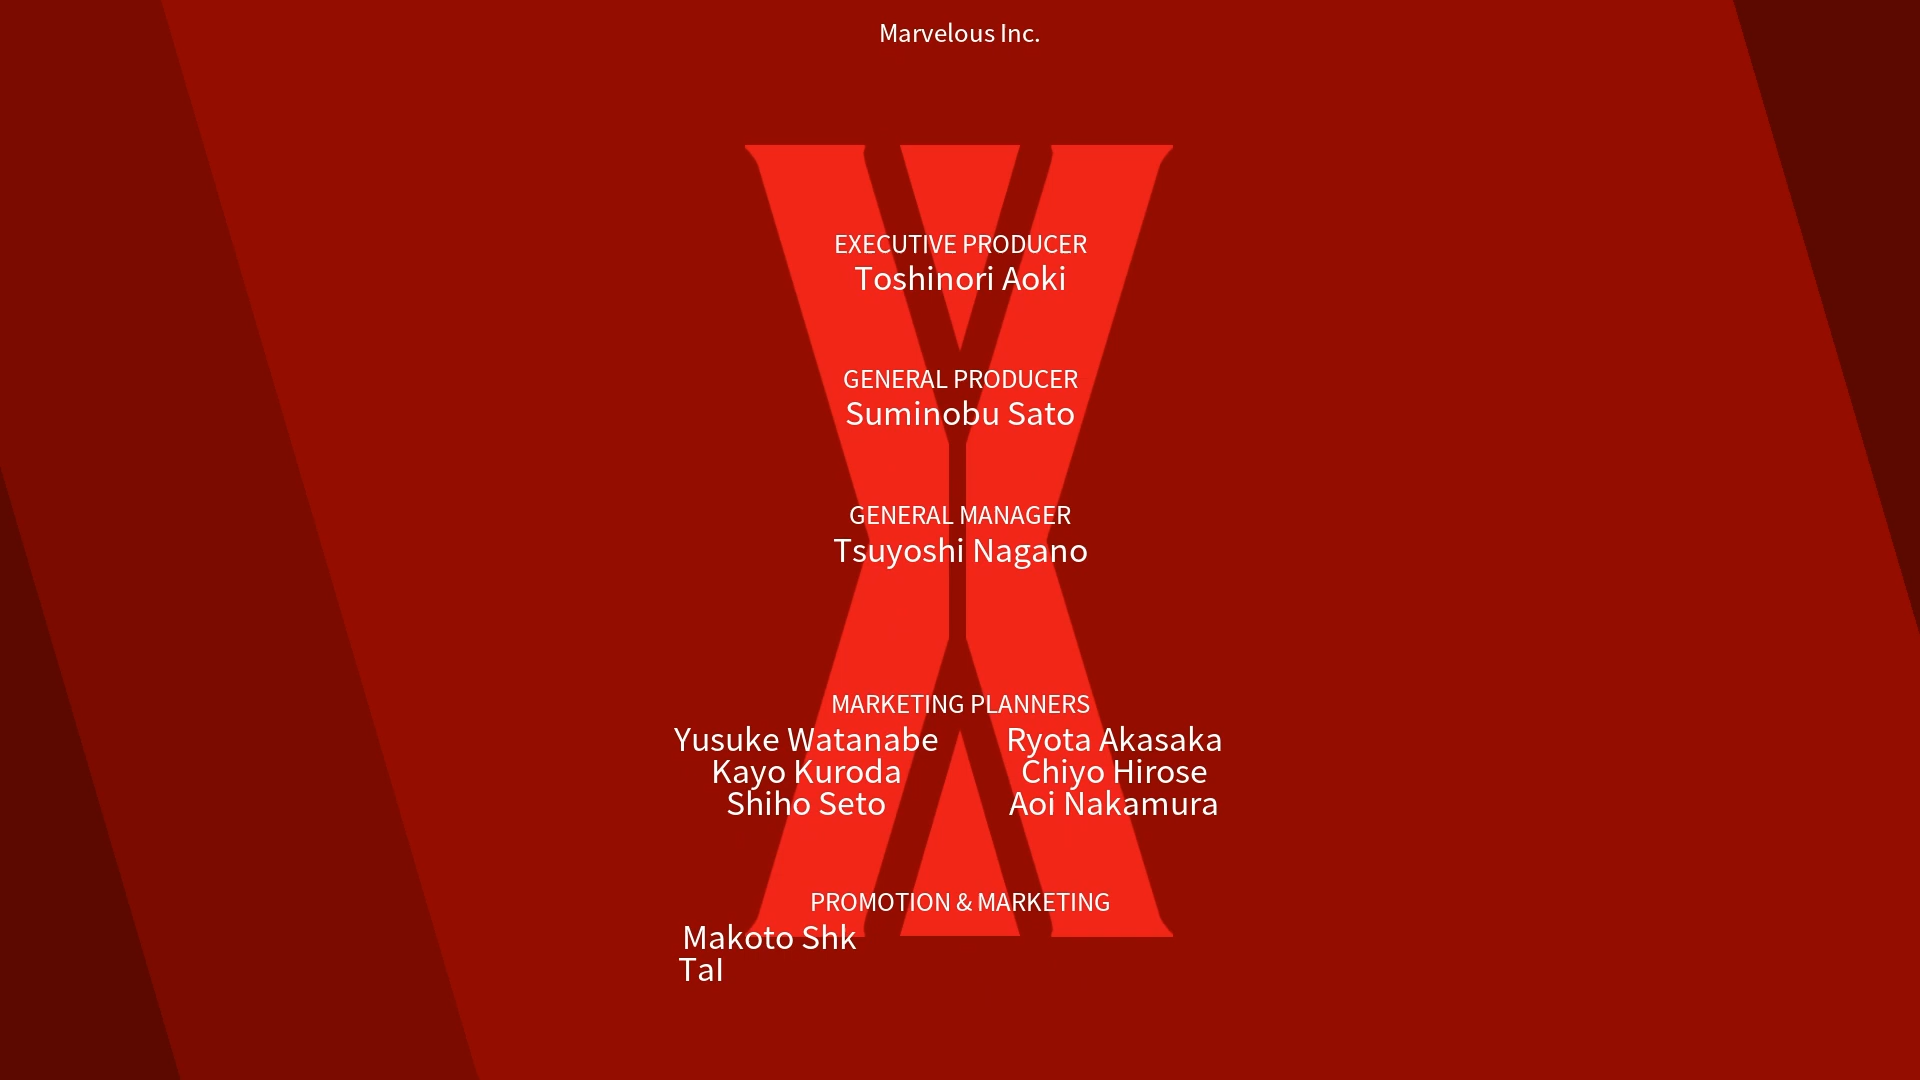 Marvelous Inc.
EXECUTIVE PRODUCER
Toshinori Aoki
GENERAL PRODUCER
Suminobu Sato
GENERAL MANAGER
Tsuyoshi Nagano
MARKETING PLANNERS
Yusuke Watanabe Ryota Akasaka
Kayo Kuroda Chiyo Hirose
Shiho Seto Aoi Nakamura
PROMOTION & MARKETING
Makoto Shk
Tal